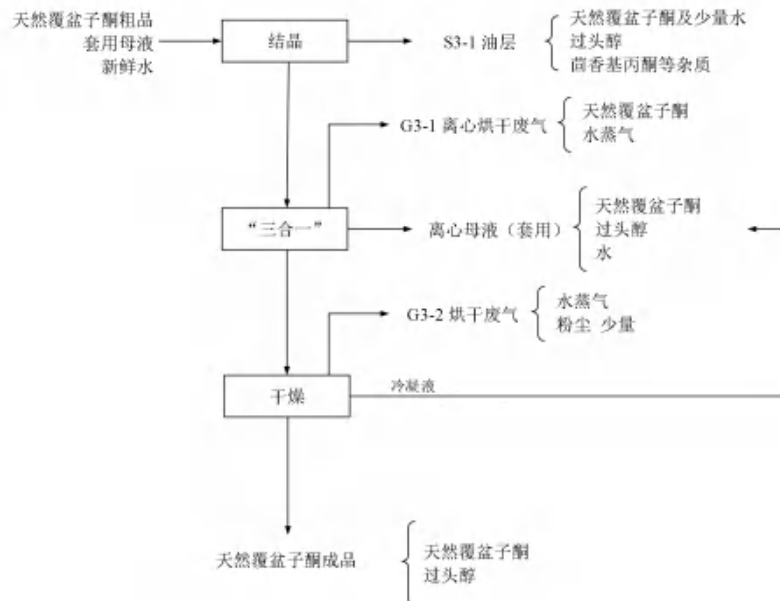 天然覆盆子酮粗品
套用母液
新鲜水
结晶
S3-1 油层
天然覆盆子酮及少量水
过头醇
茴香基丙酮等杂质
G3-1 离心烘干废气
天然覆盆子酮
水蒸气
“三合一”
离心母液（套用）
天然覆盆子酮
过头醇
水
G3-2 烘干废气
水蒸气
粉尘 少量
干燥
冷凝液
天然覆盆子酮成品
天然覆盆子酮
过头醇